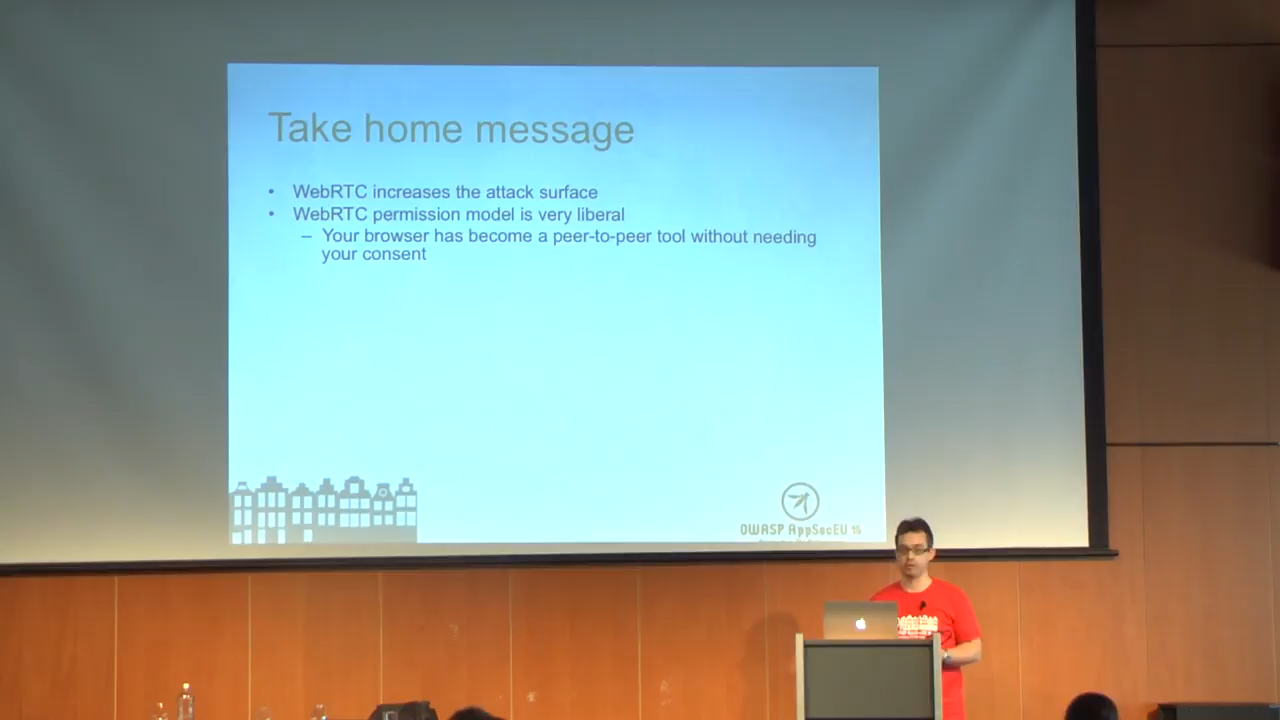 Take home message
• WebRTC increases the attack surface
• WebRTC permission model is very liberal
– Your browser has become a peer-to-peer tool without needing
your consent
OWASP AppSecEU 15